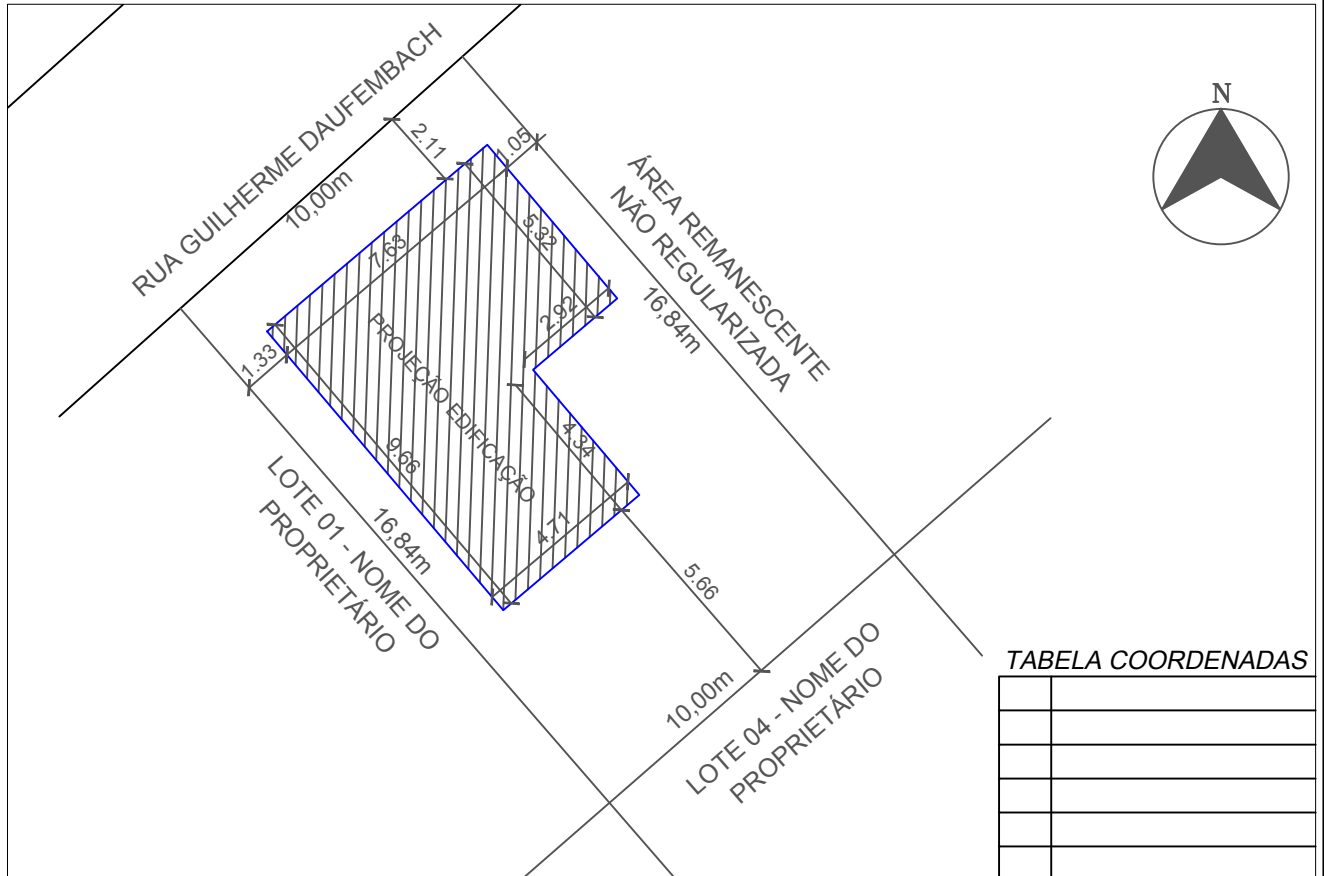 RUA GUILHERME DAUFEMBACH
10,00m
2.11
1.05
N
ÁREA REMANESCENTE
NÃO REGULARIZADA
16,84m
7.63
5.32
2.92
1.33
PROJEÇÃO EDIFICAÇÃO
9.66
4.34
4.71
LOTE 01 - NOME DO
PROPRIETÁRIO
16,84m
5.66
10,00m
LOTE 04 - NOME DO
PROPRIETÁRIO
TABELA COORDENADAS